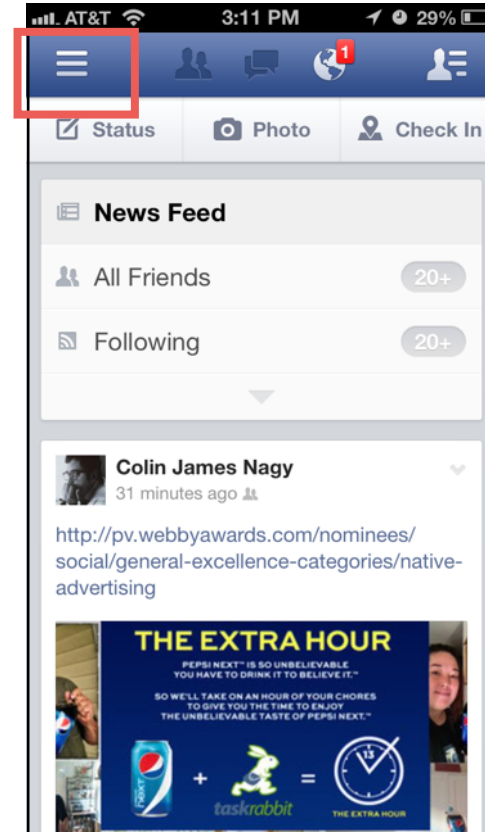 AT&T 3:11 PM 29%
1
Status Photo Check In
News Feed
All Friends 20+
Following 20+
Colin James Nagy
31 minutes ago
http://pv.webbyawards.com/nominees/
social/general-excellence-categories/native-
advertising
THE EXTRA HOUR
PEPSI NEXT™ IS SO UNBELIEVABLE
YOU HAVE TO DRINK IT TO BELIEVE IT.™
SO WE'LL TAKE ON AN HOUR OF YOUR CHORES
TO GIVE YOU THE TIME TO ENJOY
THE UNBELIEVABLE TASTE OF PEPSI NEXT.™
13
next + taskrabbit =
THE EXTRA HOUR